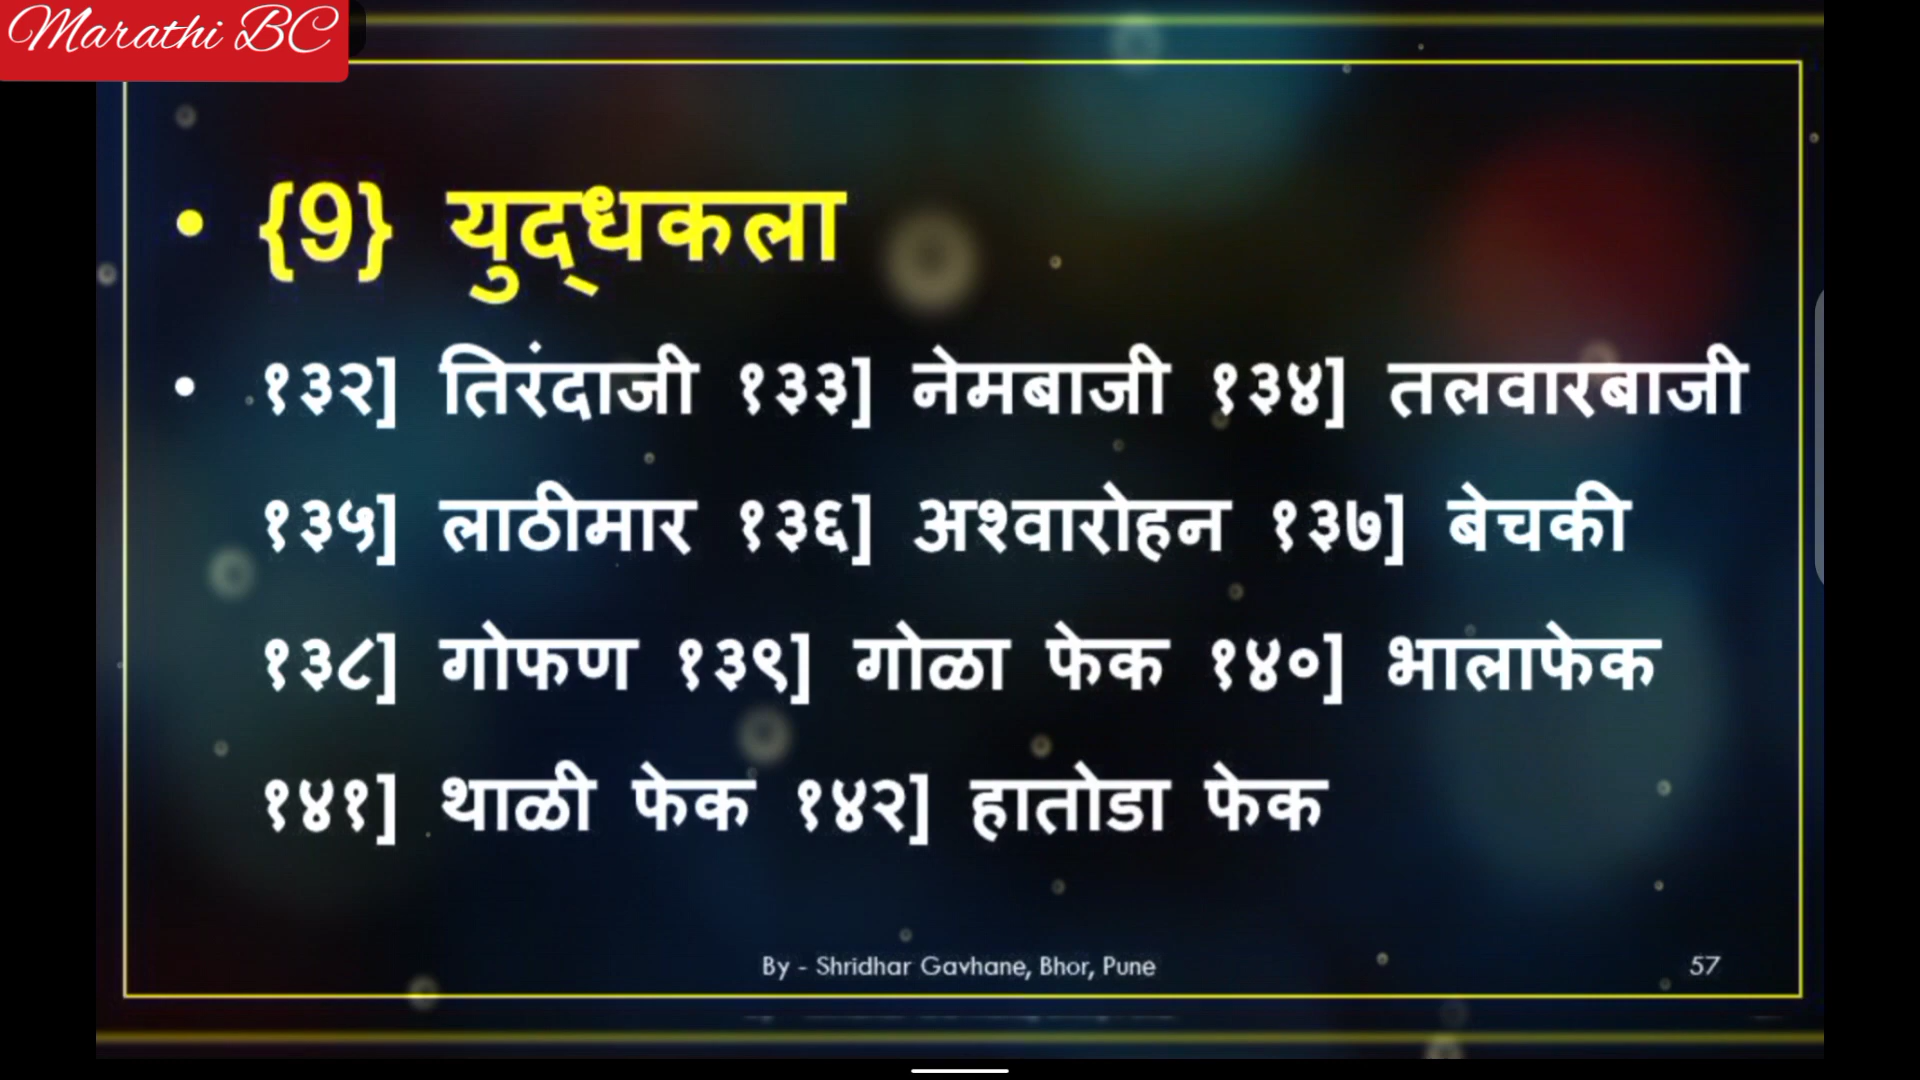 Marathi BC
• {9} युद्‌धकला
• १३२] तिरंदाजी १३३] नेमबाजी १३४] तलवारबाजी
१३५] लाठीमार १३६] अश्वारोहन १३७] बेचकी
१३८] गोफण १३९] गोळा फेक १४०] भालाफेक
१४१] थाळी फेक १४२] हातोडा फेक
By - Shridhar Gavhane, Bhor, Pune 57